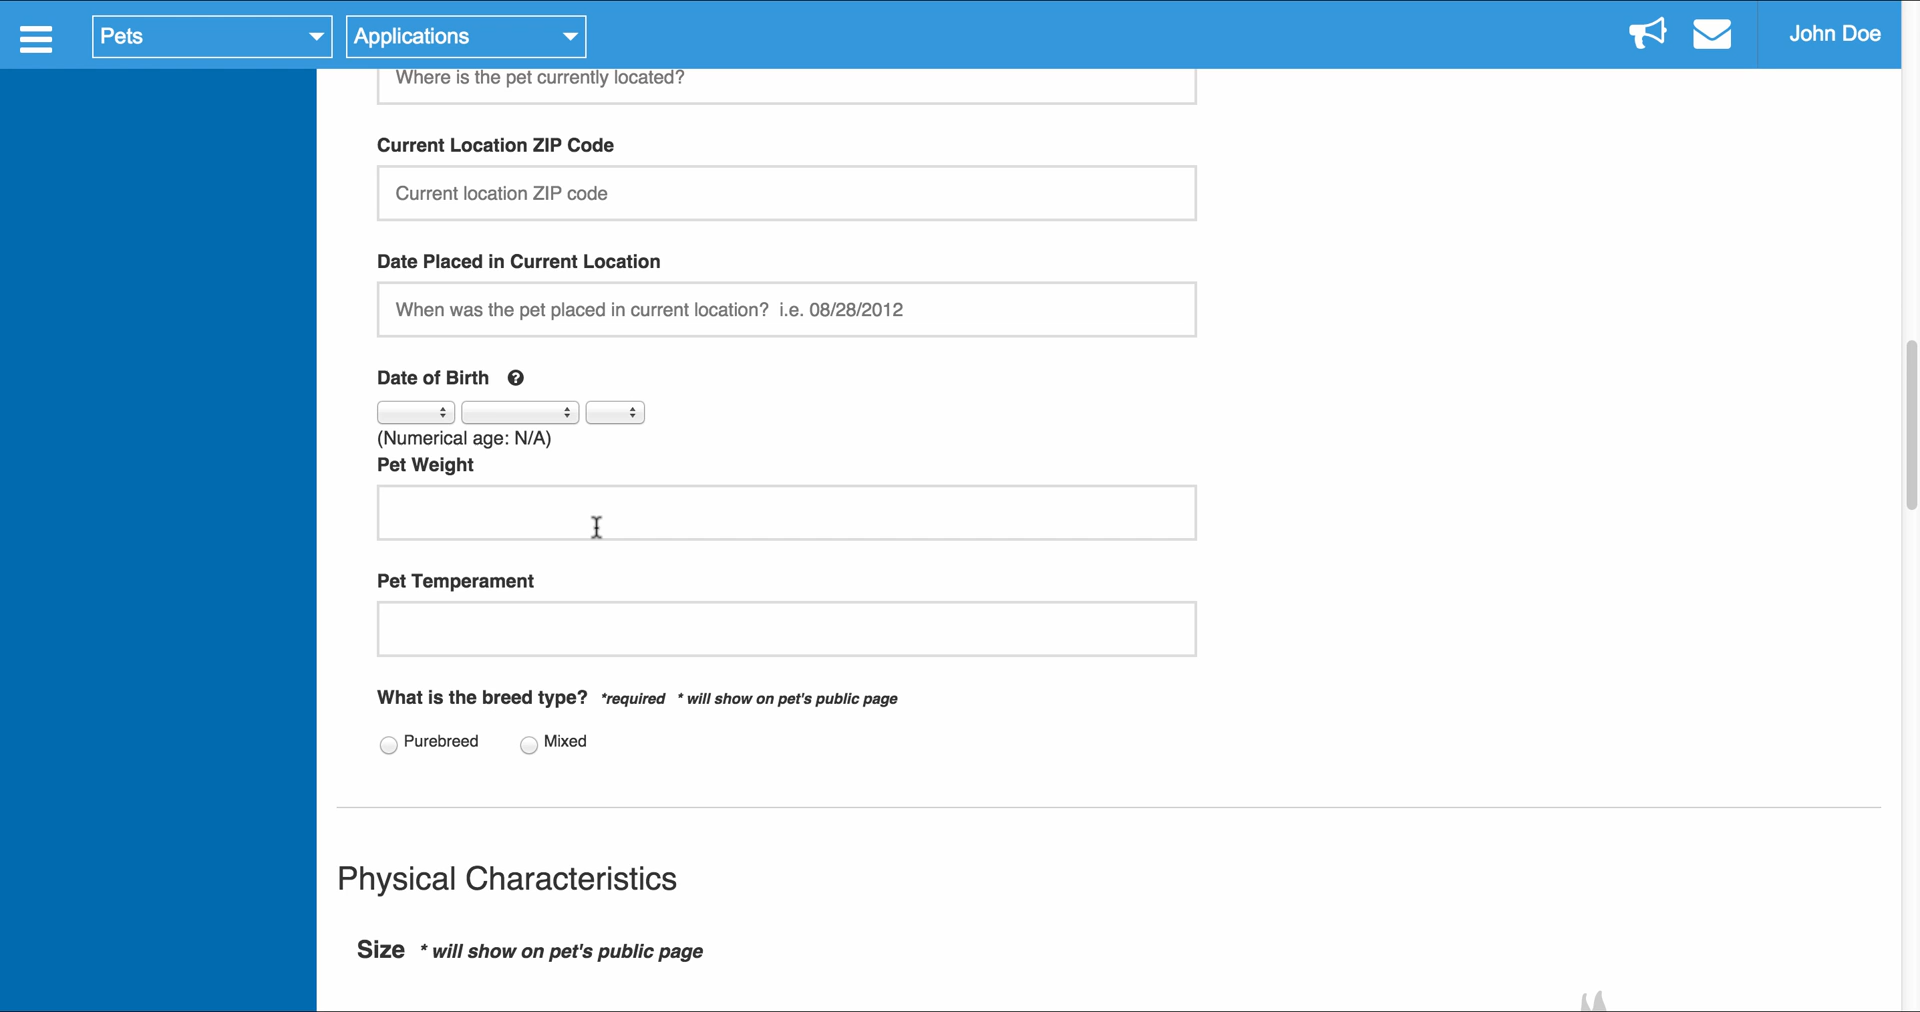 Pets
Applications
John Doe
Where is the pet currently located?
Current Location ZIP Code
Current location ZIP code
Date Placed in Current Location
When was the pet placed in current location?  i.e. 08/28/2012
Date of Birth
(Numerical age: N/A)
Pet Weight
Pet Temperament
What is the breed type? *required * will show on pet's public page
Purebreed Mixed
Physical Characteristics
Size * will show on pet's public page